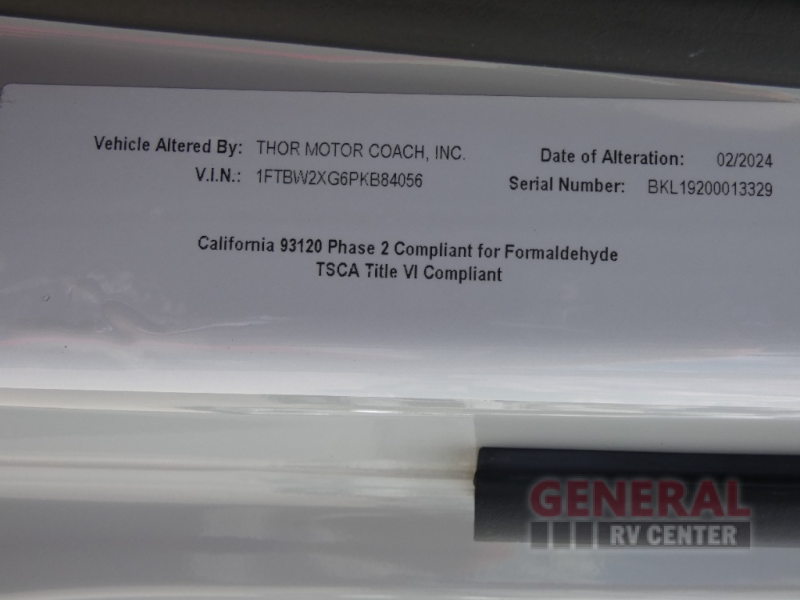 Vehicle Altered By: THOR MOTOR COACH, INC. Date of Alteration: 02/2024
V.I.N.: 1FTBW2XG6PKB84056 Serial Number: BKL19200013329
California 93120 Phase 2 Compliant for Formaldehyde
TSCA Title VI Compliant
GENERAL
RV CENTER